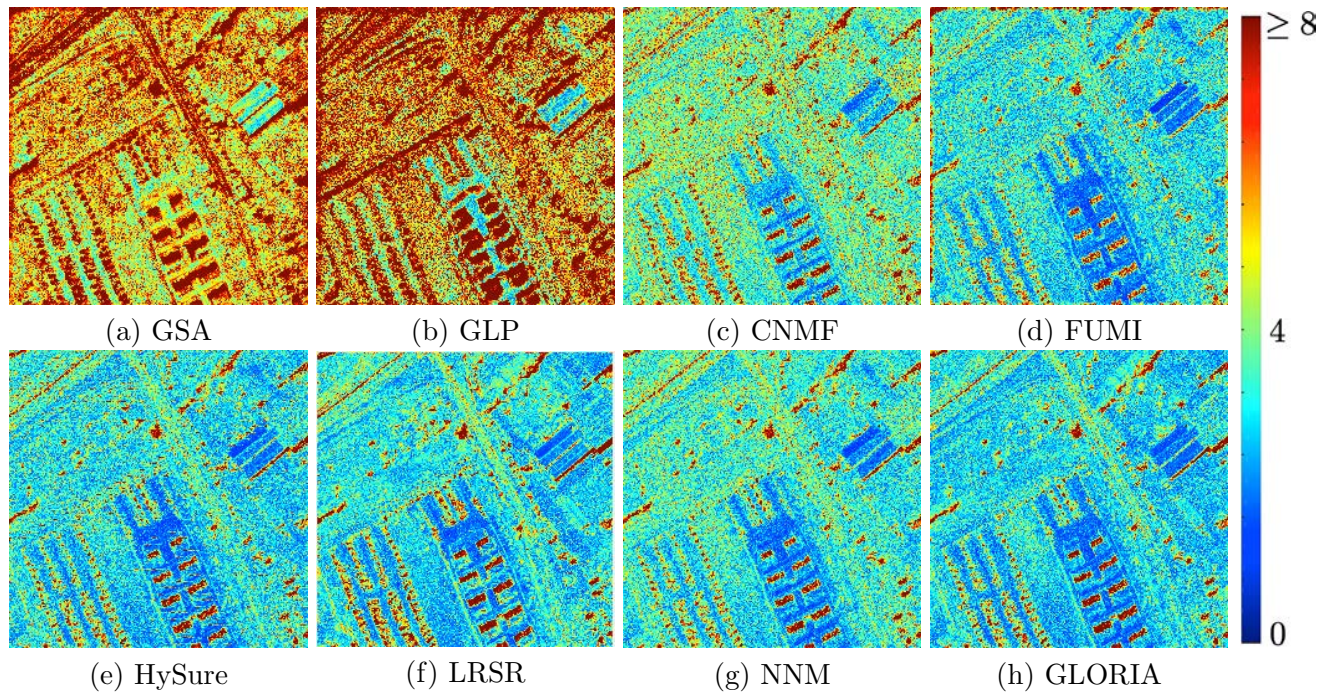 ≥ 8
4
0
(a) GSA
(b) GLP
(c) CNMF
(d) FUMI
(e) HySure
(f) LRSR
(g) NNM
(h) GLORIA